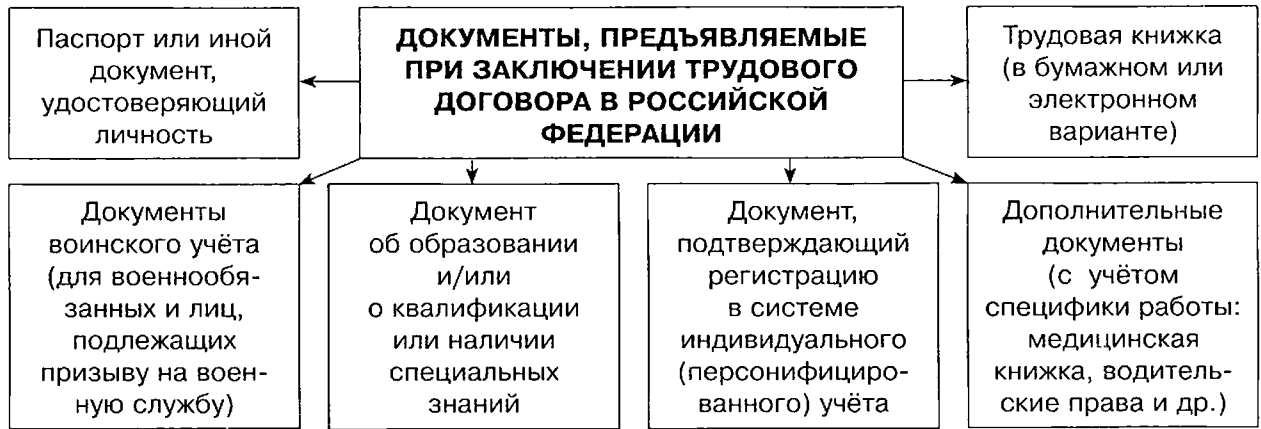 Паспорт или иной
документ,
удостоверяющий
личность
ДОКУМЕНТЫ, ПРЕДЪЯВЛЯЕМЫЕ
ПРИ ЗАКЛЮЧЕНИИ ТРУДОВОГО
ДОГОВОРА В РОССИЙСКОЙ
ФЕДЕРАЦИИ
Трудовая книжка
(в бумажном или
электронном
варианте)
Документы
воинского учёта
(для военнообя-
занных и лиц,
подлежащих
призыву на воен-
ную службу)
Документ
об образовании
и/или
о квалификации
или наличии
специальных
знаний
Документ,
подтверждающий
регистрацию
в системе
индивидуального
(персонифициро-
ванного) учёта
Дополнительные
документы
(с учётом
специфики работы:
медицинская
книжка, водитель-
ские права и др.)